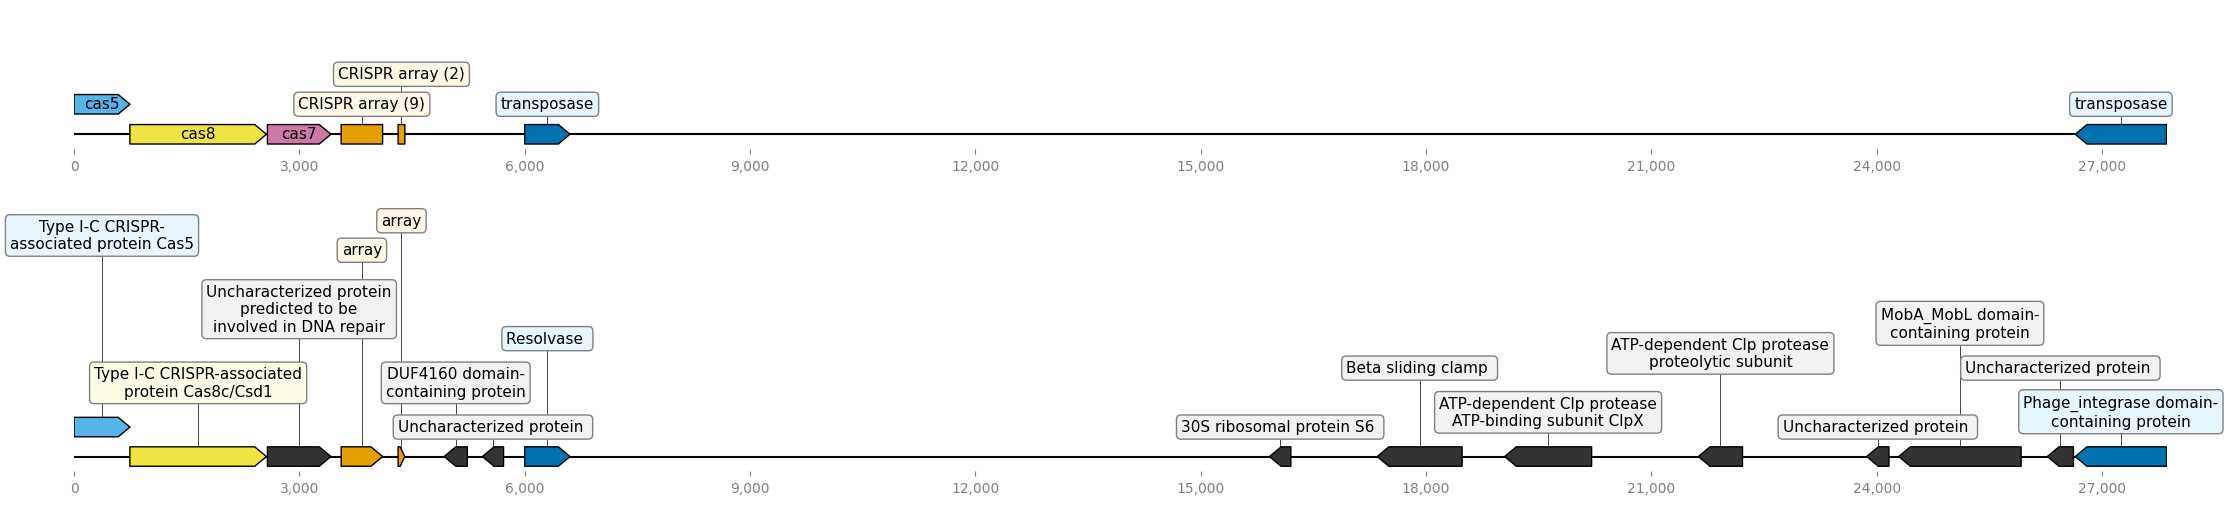 CRISPR array (2)
cas5
CRISPR array (9)
transposase
transposase
cas8
cas7
0
3,000
6,000
9,000
12,000
15,000
18,000
21,000
24,000
27,000
array
Type I-C CRISPR-
associated protein Cas5
array
Uncharacterized protein
predicted to be
involved in DNA repair
MobA_MobL domain-
containing protein
Resolvase
ATP-dependent Clp protease
proteolytic subunit
Type I-C CRISPR-associated
protein Cas8c/Csd1
DUF4160 domain-
containing protein
Beta sliding clamp
Uncharacterized protein
ATP-dependent Clp protease
ATP-binding subunit ClpX
Phage_integrase domain-
containing protein
Uncharacterized protein
30S ribosomal protein S6
Uncharacterized protein
0
3,000
6,000
9,000
12,000
15,000
18,000
21,000
24,000
27,000